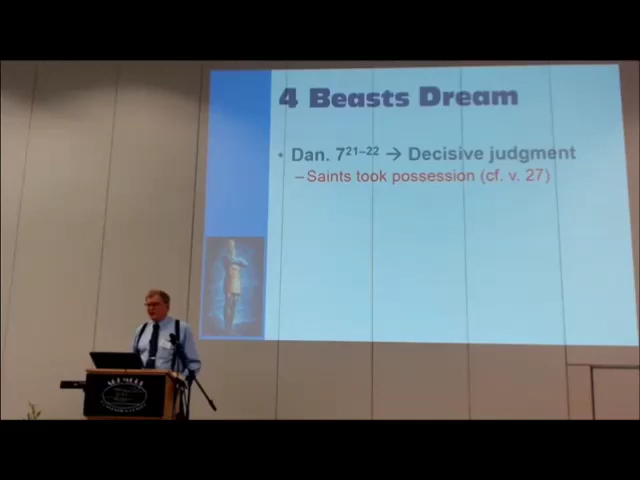 4 Beasts Dream
• Dan. 7²¹⁻²² → Decisive judgment
–Saints took possession (cf. v. 27)